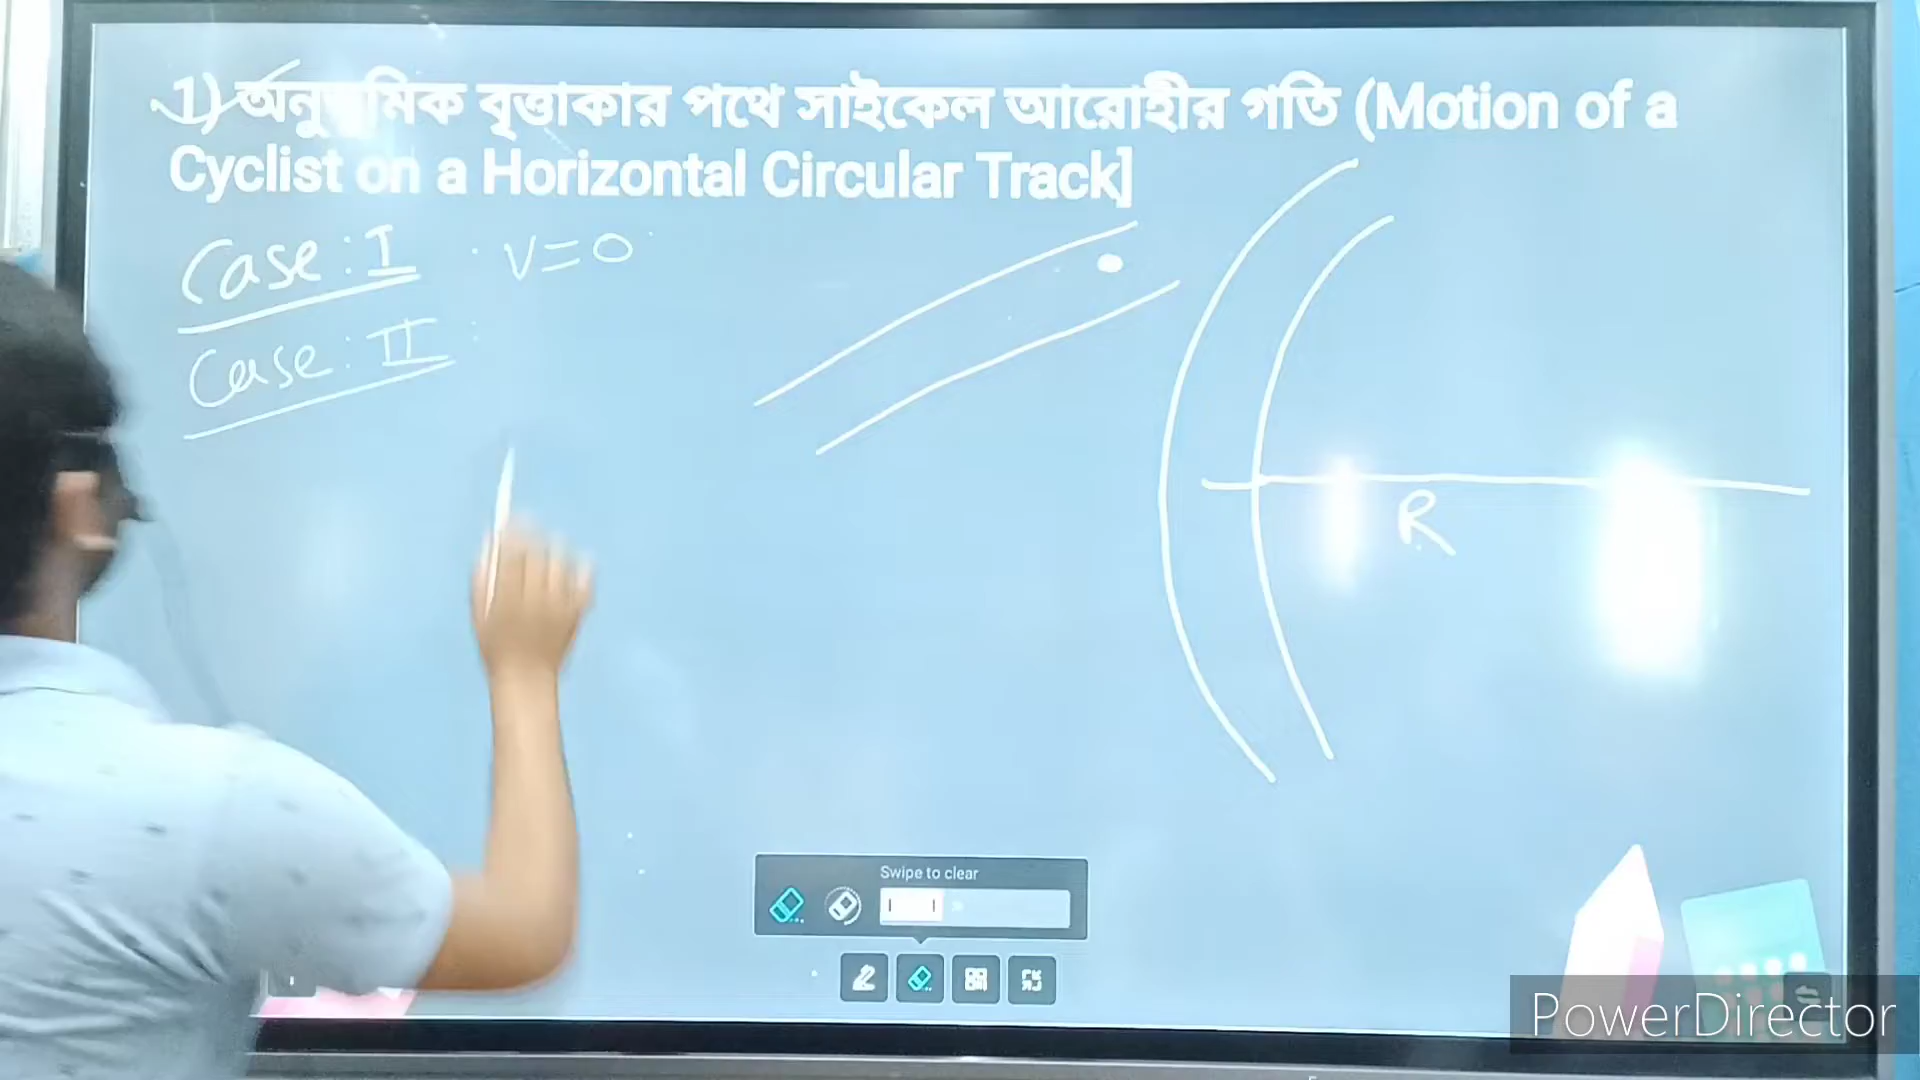 1) অনুভূমিক বৃত্তাকার পথে সাইকেল আরোহীর গতি (Motion of a
Cyclist on a Horizontal Circular Track]
Case : I : v=0
Case : II :
R
Swipe to clear
PowerDirector